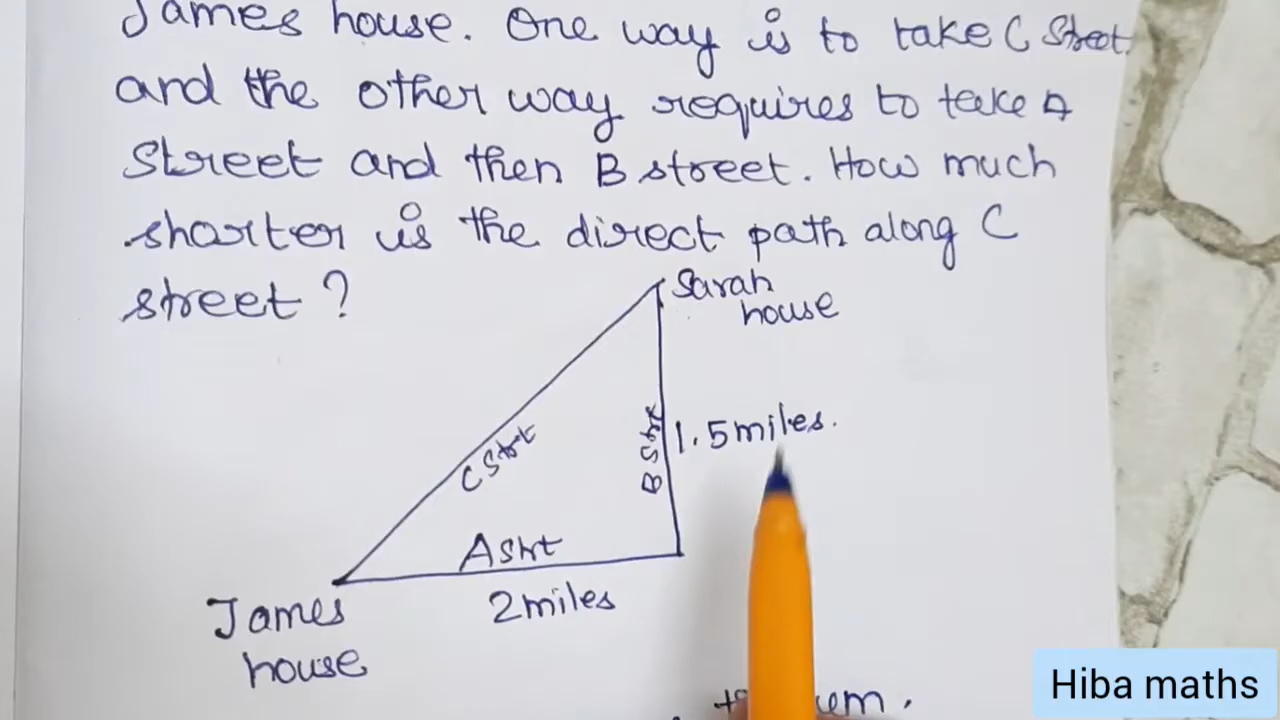 James house. One way is to take C Street.
and the other way requires to take A
Street and then B street. How much
shorter is the direct path along C
street?
Sarah
house
C Strt
B Strt
1.5 miles.
A Strt
2 miles
James
house
Hiba maths